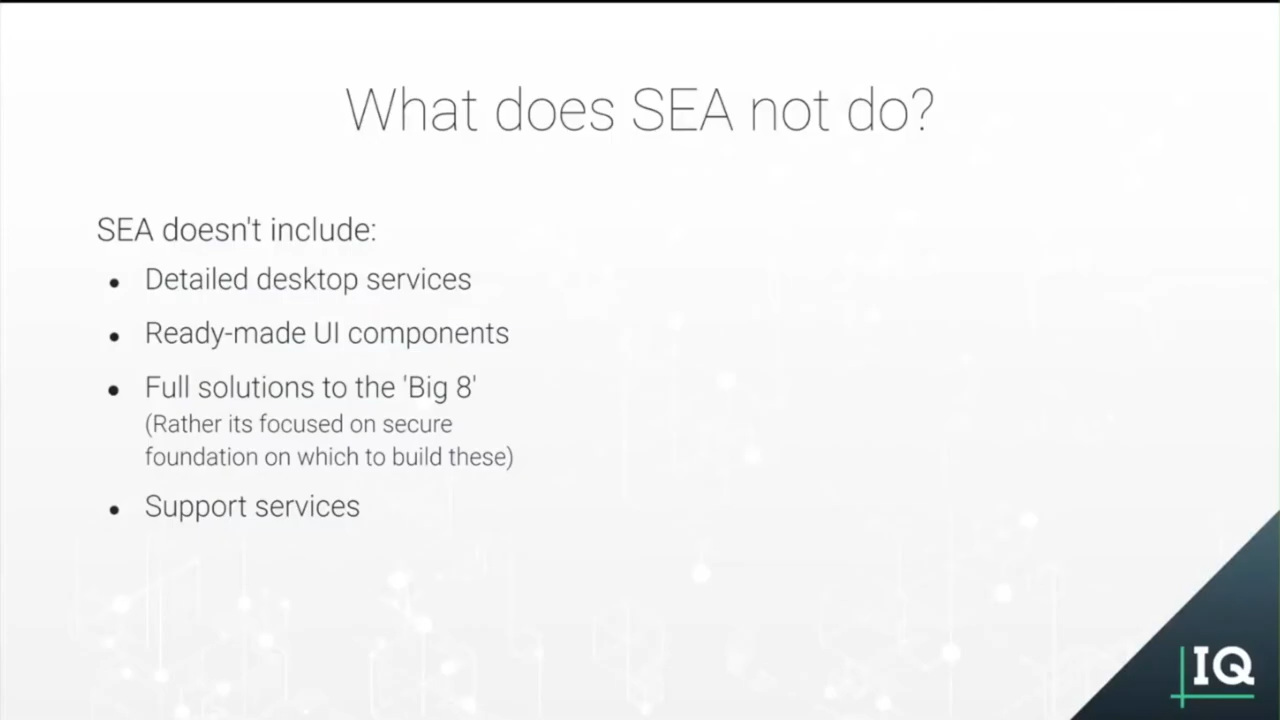 What does SEA not do?
SEA doesn't include:
• Detailed desktop services
• Ready-made UI components
• Full solutions to the 'Big 8'
(Rather its focused on secure
foundation on which to build these)
• Support services
IQ